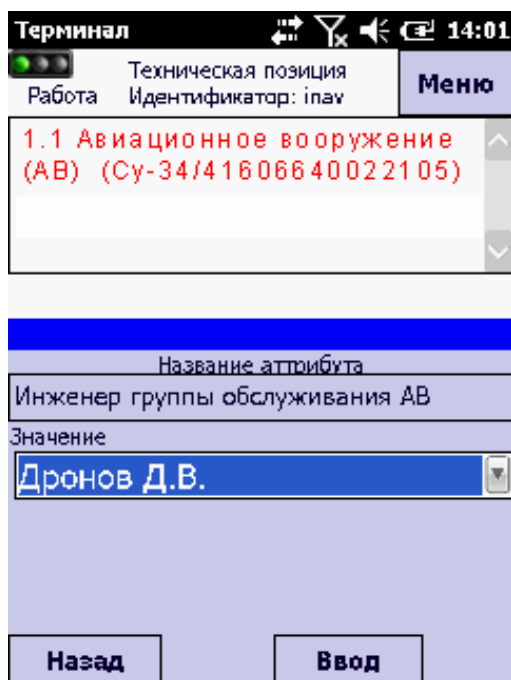 Терминал 14:01
Техническая позиция
Работа Идентификатор: inav
Меню
1.1 Авиационное вооружение
(АВ) (Су-34/41606640022105)
Название аттрибута
Инженер группы обслуживания АВ
Значение
Дронов Д.В.
Назад Ввод